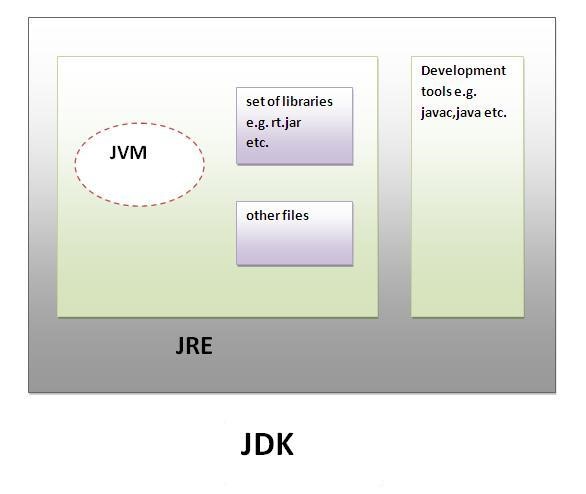 JVM
set of libraries
e.g. rt.jar
etc.
other files
Development
tools e.g.
javac,java etc.
JRE
JDK